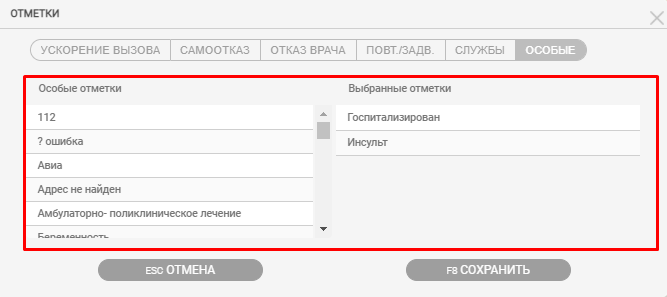 ОТМЕТКИ
УСКОРЕНИЕ ВЫЗОВА САМООТКАЗ ОТКАЗ ВРАЧА ПОВТ./ЗАДВ. СЛУЖБЫ ОСОБЫЕ
Особые отметки Выбранные отметки
112 Госпитализирован
? ошибка Инсульт
Авиа
Адрес не найден
Амбулаторно- поликлиническое лечение
Беременность
ESC ОТМЕНА F8 СОХРАНИТЬ